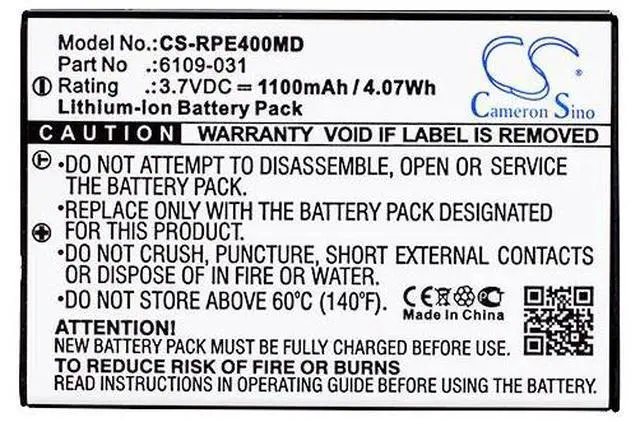 Model No.:CS-RPE400MD
Part No :6109-031
Rating :3.7VDC ⎓ 1100mAh / 4.07Wh
Lithium-Ion Battery Pack
CS
Cameron Sino
CAUTION WARRANTY VOID IF LABEL IS REMOVED
•DO NOT ATTEMPT TO DISASSEMBLE, OPEN OR SERVICE
THE BATTERY PACK.
•REPLACE ONLY WITH THE BATTERY PACK DESIGNATED
FOR THIS PRODUCT.
•DO NOT CRUSH, PUNCTURE, SHORT EXTERNAL CONTACTS
OR DISPOSE OF IN FIRE OR WATER.
•DO NOT STORE ABOVE 60°C (140°F).
CE
Made in China
ATTENTION!
NEW BATTERY PACK MUST BE FULLY CHARGED BEFORE USE.
TO REDUCE RISK OF FIRE OR BURNS
READ INSTRUCTIONS IN OPERATING GUIDE BEFORE USING THE BATTERY.